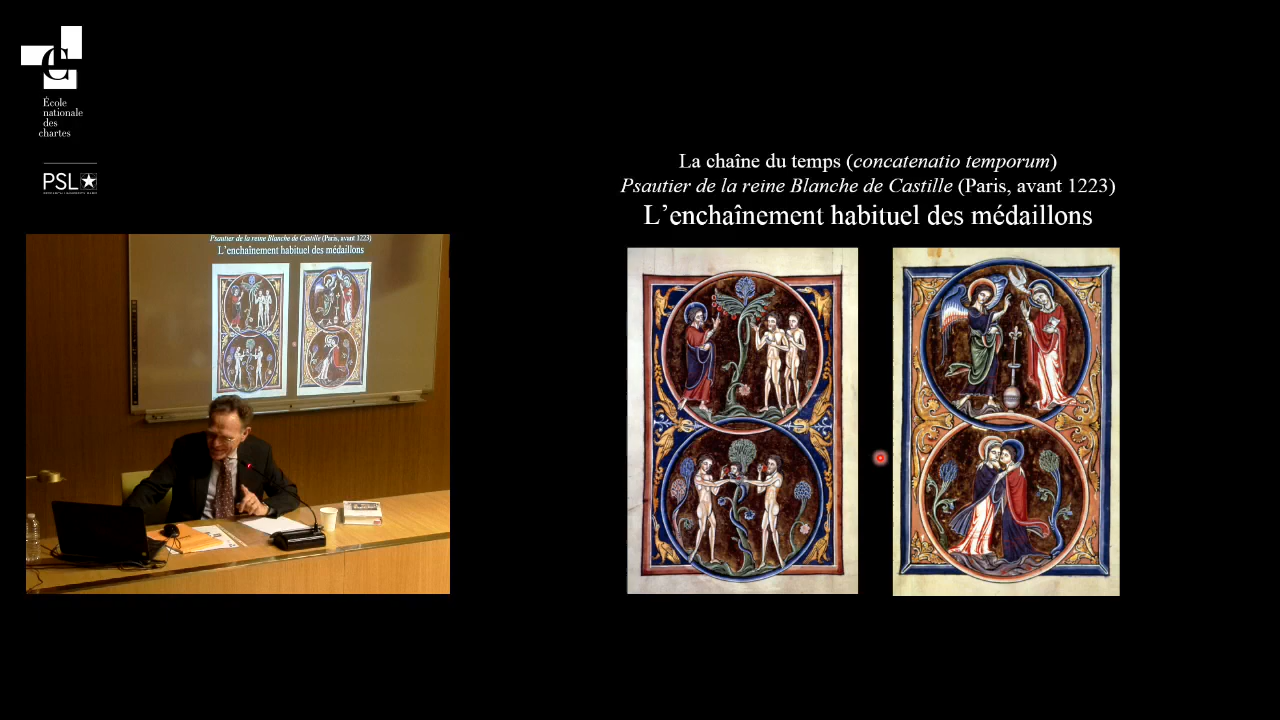 C
École
nationale
des
chartes
PSL
La chaîne du temps (concatenatio temporum)
Psautier de la reine Blanche de Castille (Paris, avant 1223)
L’enchaînement habituel des médaillons
Psautier de la reine Blanche de Castille (Paris, avant 1223)
L’enchaînement habituel des médaillons